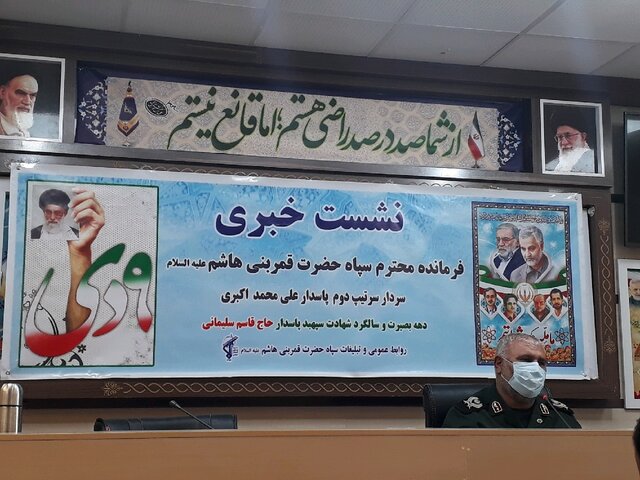 از شما صد در صد راضی هستم؛ اما قانع نیستم
نشست خبری
فرمانده محترم سپاه حضرت قمربنی هاشم علیه السلام
سردار سرتیپ دوم پاسدار علی محمد اکبری
دهه بصیرت و سالگرد شهادت سپهبد پاسدار حاج قاسم سلیمانی
روابط عمومی و تبلیغات سپاه حضرت قمربنی هاشم علیه السلام
۹ دی